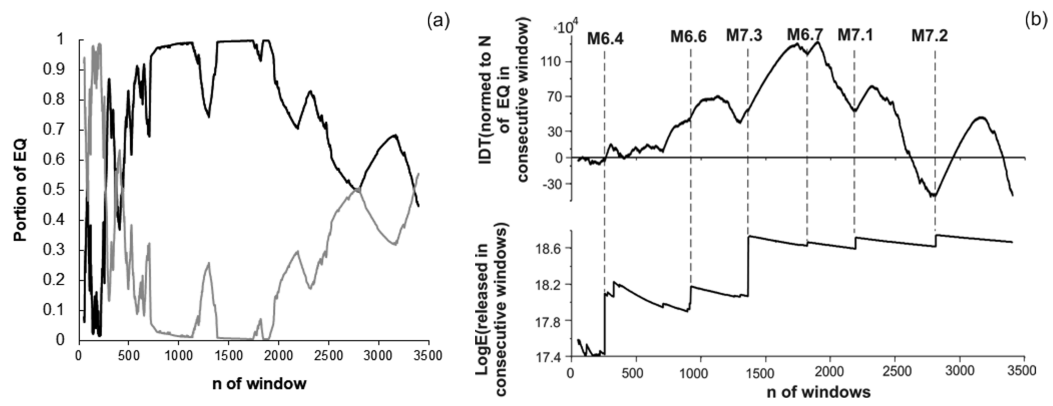 (a)
Portion of EQ
1
0.9
0.8
0.7
0.6
0.5
0.4
0.3
0.2
0.1
0
0 500 1000 1500 2000 2500 3000 3500
n of window
(b)
×10⁴
IDT(normed to N
of EQ in
consecutive window)
110
70
30
0
-30
M6.4 M6.6 M7.3 M6.7 M7.1 M7.2
LogE(released in
consecutive windows)
18.6
18.2
17.8
17.4
0 500 1000 1500 2000 2500 3000 3500
n of windows